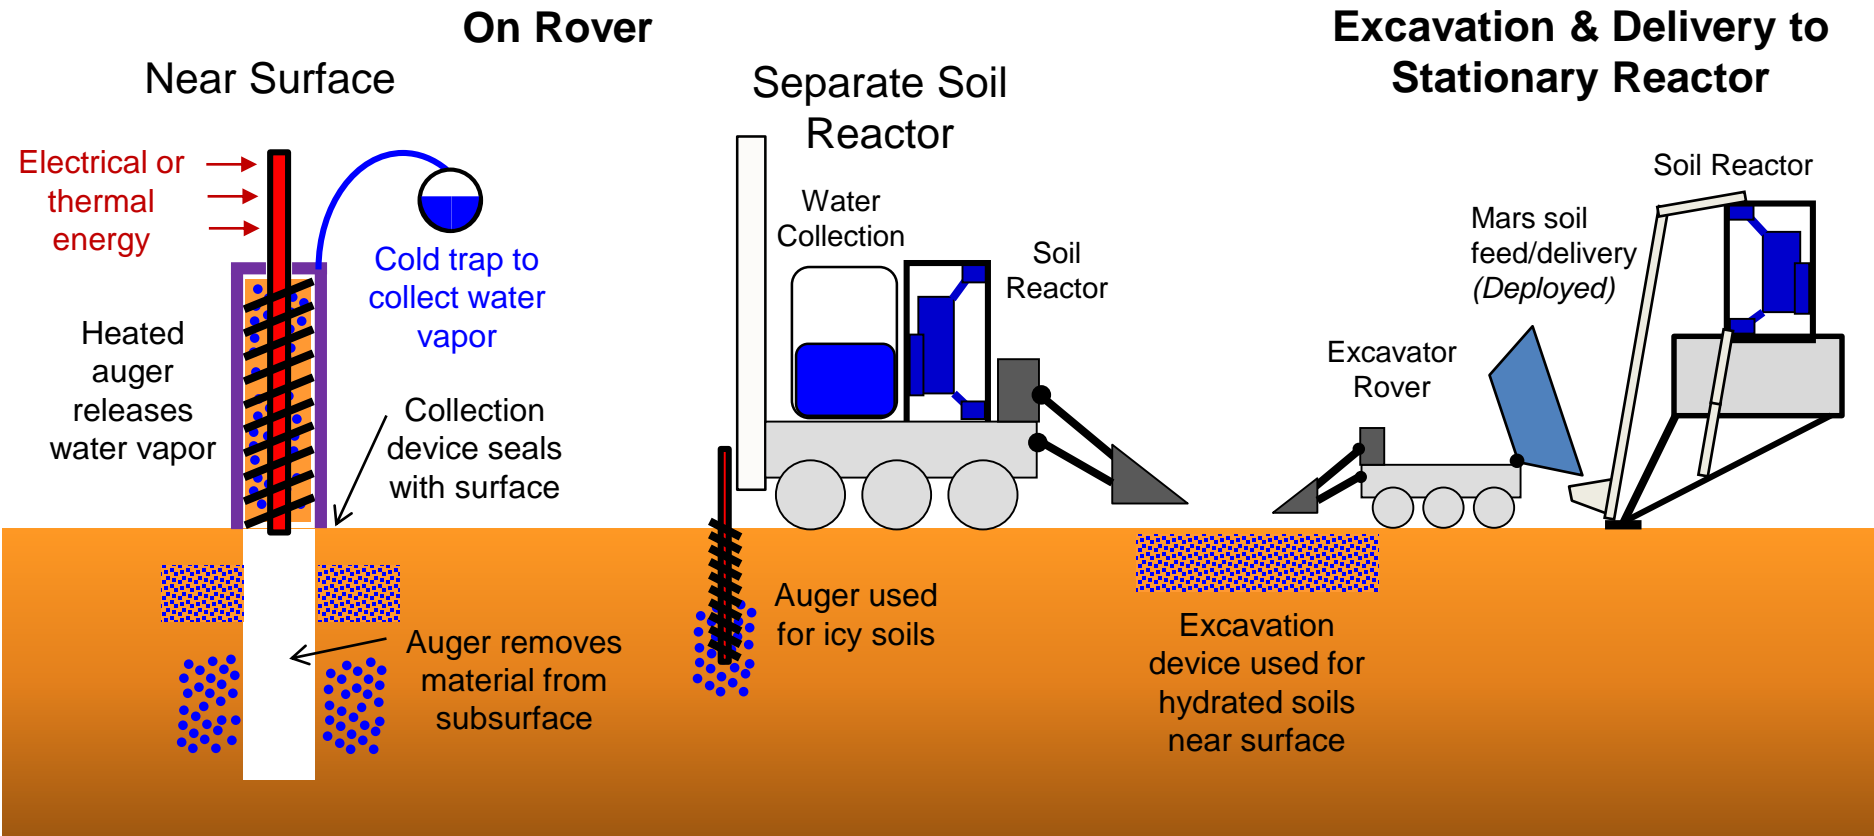 On Rover
Excavation & Delivery to
Stationary Reactor
Near Surface
Separate Soil
Reactor
Electrical or
thermal
energy
Cold trap to
collect water
vapor
Heated
auger
releases
water vapor
Collection
device seals
with surface
Auger removes
material from
subsurface
Water
Collection
Soil
Reactor
Auger used
for icy soils
Soil Reactor
Mars soil
feed/delivery
(Deployed)
Excavator
Rover
Excavation
device used for
hydrated soils
near surface